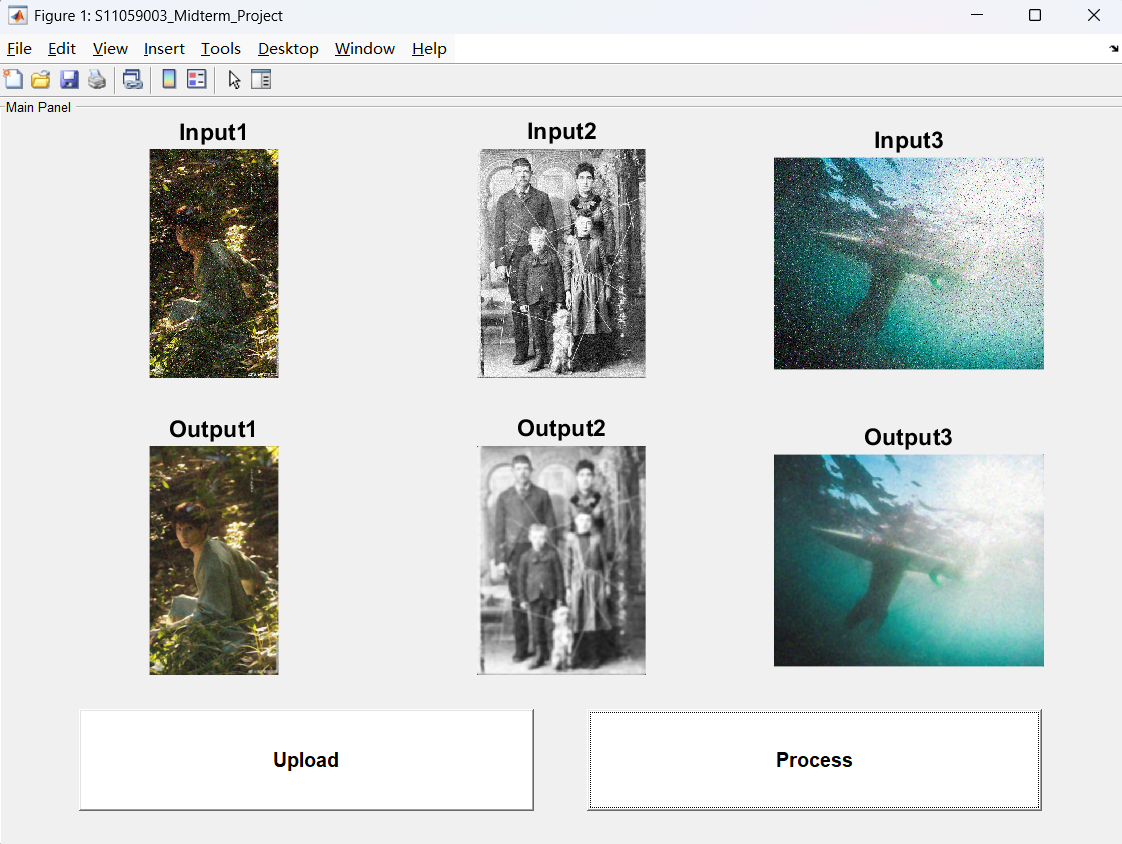 Figure 1: S11059003_Midterm_Project
File Edit View Insert Tools Desktop Window Help
Main Panel
Input1
Input2
Input3
Output1
Output2
Output3
Upload
Process